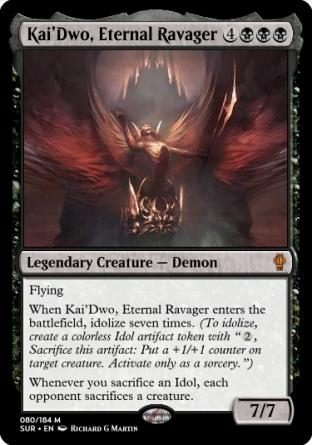 Kai'Dwo, Eternal Ravager 4
Legendary Creature — Demon
Flying
When Kai'Dwo, Eternal Ravager enters the
battlefield, idolize seven times. (To idolize,
create a colorless Idol artifact token with “2,
Sacrifice this artifact: Put a +1/+1 counter on
target creature. Activate only as a sorcery.”)
Whenever you sacrifice an Idol, each
opponent sacrifices a creature.
7/7
080/184 M
SUR • EN Richard G Martin